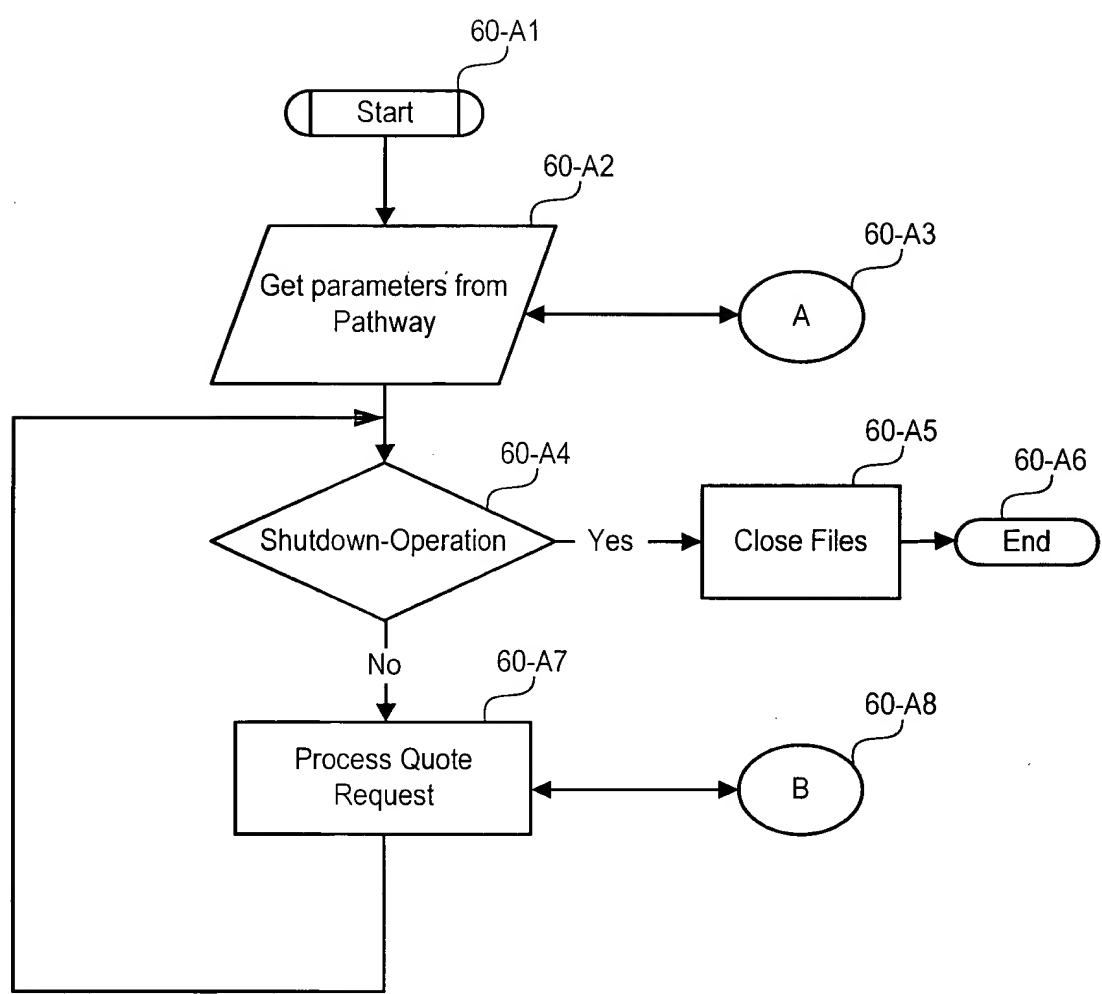 60-A1
Start
60-A2
Get parameters from
Pathway
60-A3
A
60-A4
Shutdown-Operation
Yes
60-A5
Close Files
60-A6
End
No
60-A7
Process Quote
Request
60-A8
B